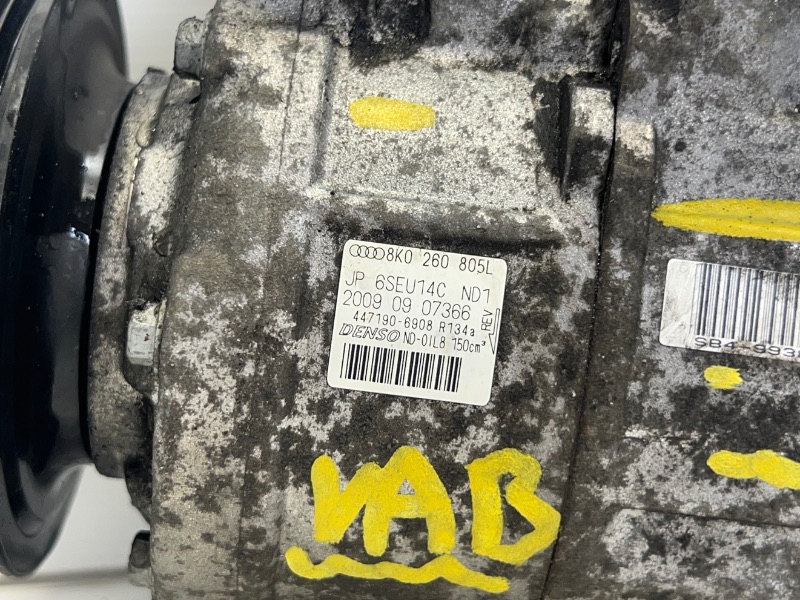 8K0 260 805L
JP 6SEU14C ND1
2009 09 07366
447190-6908 R134a
DENSO ND-OIL8 150cm³
REV
VAB